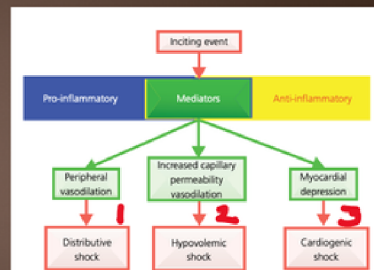 Inciting event
Pro-inflammatory Mediators Anti-inflammatory
Peripheral
vasodilation
Increased capillary
permeability
vasodilation
Myocardial
depression
1 2 3
Distributive
shock
Hypovolemic
shock
Cardiogenic
shock